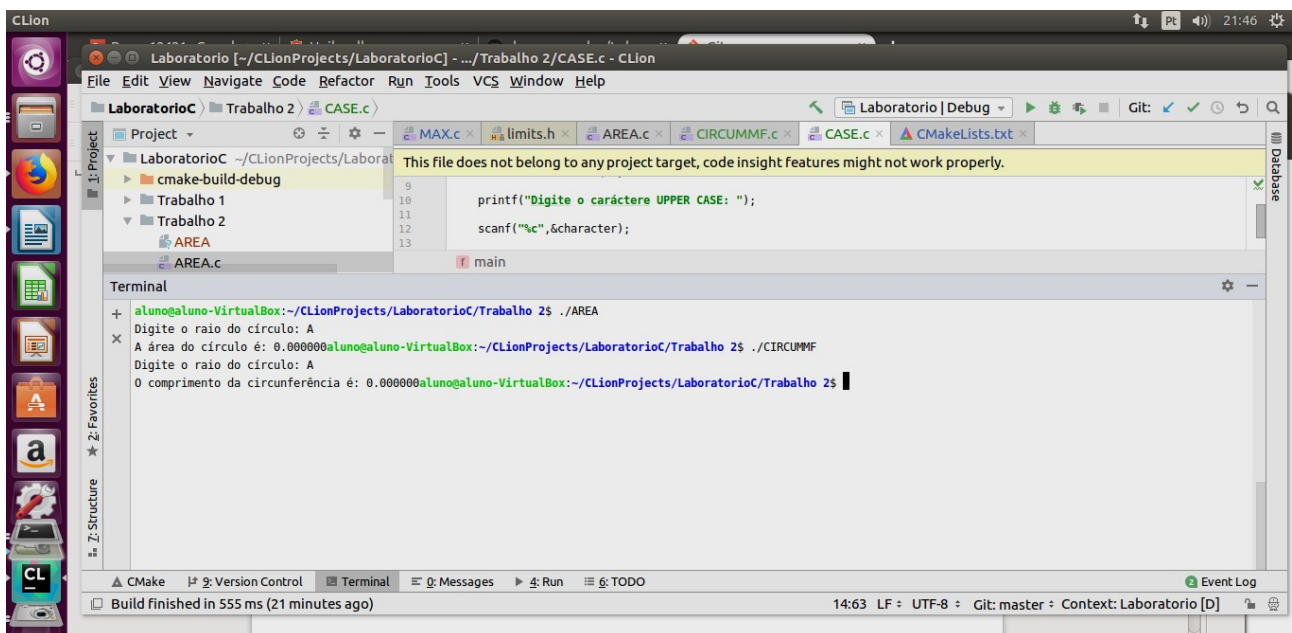 CLion
Pt 21:46
Laboratorio [~/CLionProjects/LaboratorioC] - .../Trabalho 2/CASE.c - CLion
File Edit View Navigate Code Refactor Run Tools VCS Window Help
LaboratorioC Trabalho 2 CASE.c Laboratorio | Debug Git:
Project MAX.c limits.h AREA.c CIRCUMMF.c CASE.c CMakeLists.txt
1: Project
Database
LaboratorioC ~/CLionProjects/Laborat
This file does not belong to any project target, code insight features might not work properly.
cmake-build-debug
Trabalho 1
Trabalho 2
AREA
AREA.c
9
10 printf("Digite o caráctere UPPER CASE: ");
11
12 scanf("%c",&character);
13
main
Terminal
aluno@aluno-VirtualBox:~/CLionProjects/LaboratorioC/Trabalho 2$ ./AREA
Digite o raio do círculo: A
A área do círculo é: 0.000000aluno@aluno-VirtualBox:~/CLionProjects/LaboratorioC/Trabalho 2$ ./CIRCUMMF
Digite o raio do círculo: A
O comprimento da circunferência é: 0.000000aluno@aluno-VirtualBox:~/CLionProjects/LaboratorioC/Trabalho 2$
2: Favorites
Z: Structure
CL
CMake 9: Version Control Terminal 0: Messages 4: Run 6: TODO 2 Event Log
Build finished in 555 ms (21 minutes ago) 14:63 LF UTF-8 Git: master Context: Laboratorio [D]